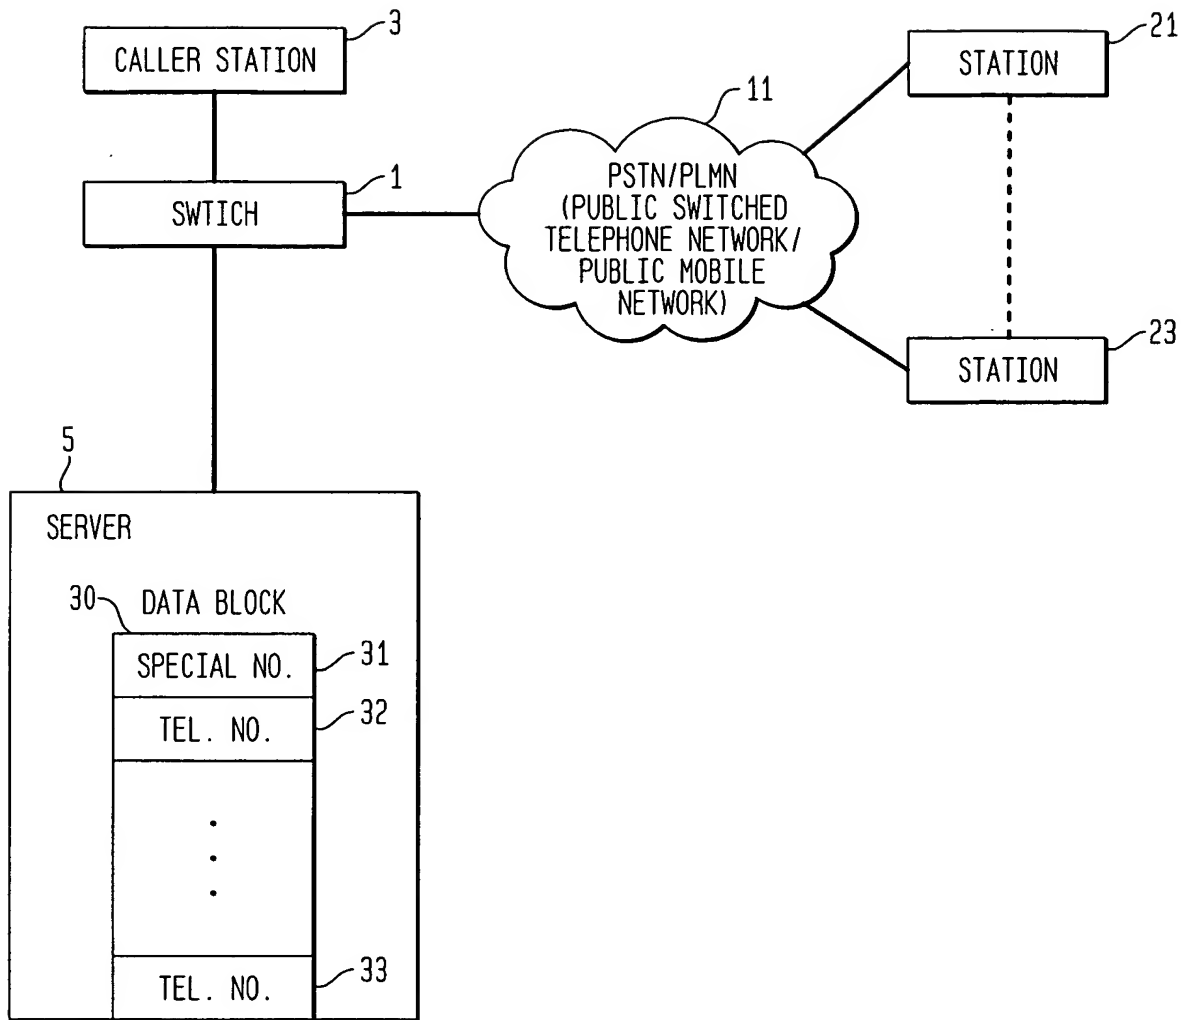 3
CALLER STATION
21
STATION
11
1
SWTICH
PSTN/PLMN
(PUBLIC SWITCHED
TELEPHONE NETWORK/
PUBLIC MOBILE
NETWORK)
23
STATION
5
SERVER
30
DATA BLOCK
SPECIAL NO.
31
TEL. NO.
32
TEL. NO.
33